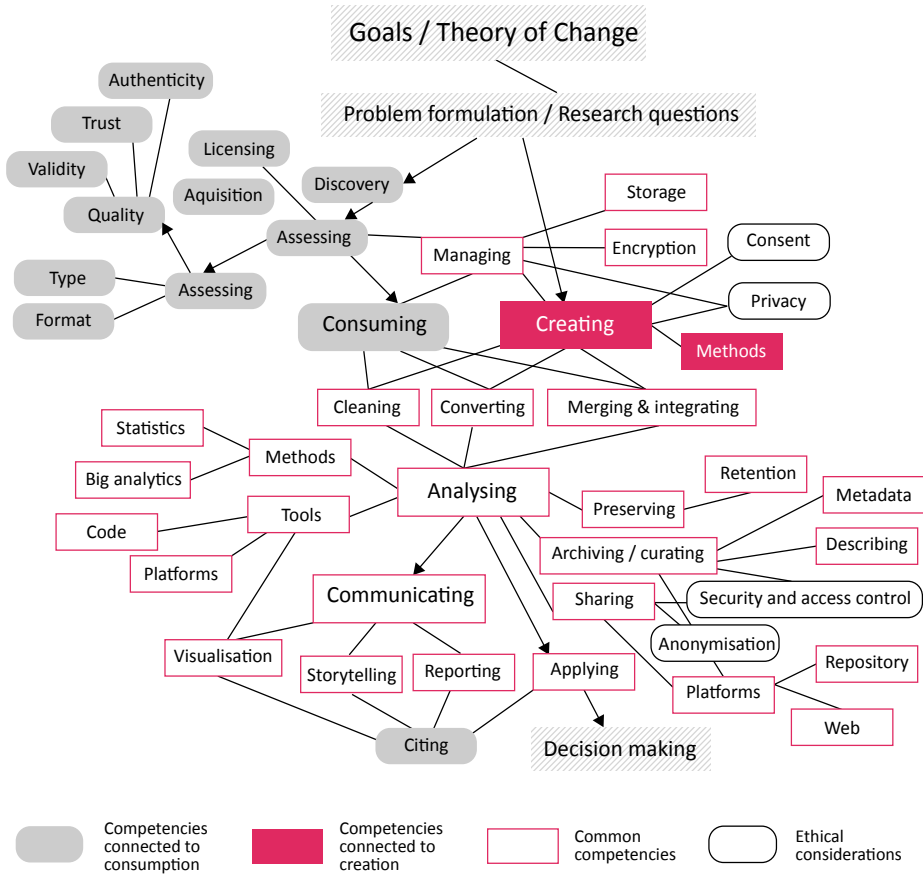 Goals / Theory of Change
Authenticity
Problem formulation / Research questions
Trust
Licensing
Validity
Discovery
Aquisition
Storage
Quality
Assessing
Consent
Managing
Encryption
Type
Assessing
Privacy
Format
Consuming
Creating
Methods
Cleaning
Converting
Merging & integrating
Statistics
Methods
Big analytics
Analysing
Retention
Metadata
Preserving
Tools
Code
Describing
Archiving / curating
Platforms
Communicating
Sharing
Security and access control
Anonymisation
Visualisation
Repository
Storytelling
Reporting
Applying
Platforms
Web
Citing
Decision making
Competencies
connected to
consumption
Competencies
connected to
creation
Common
competencies
Ethical
considerations